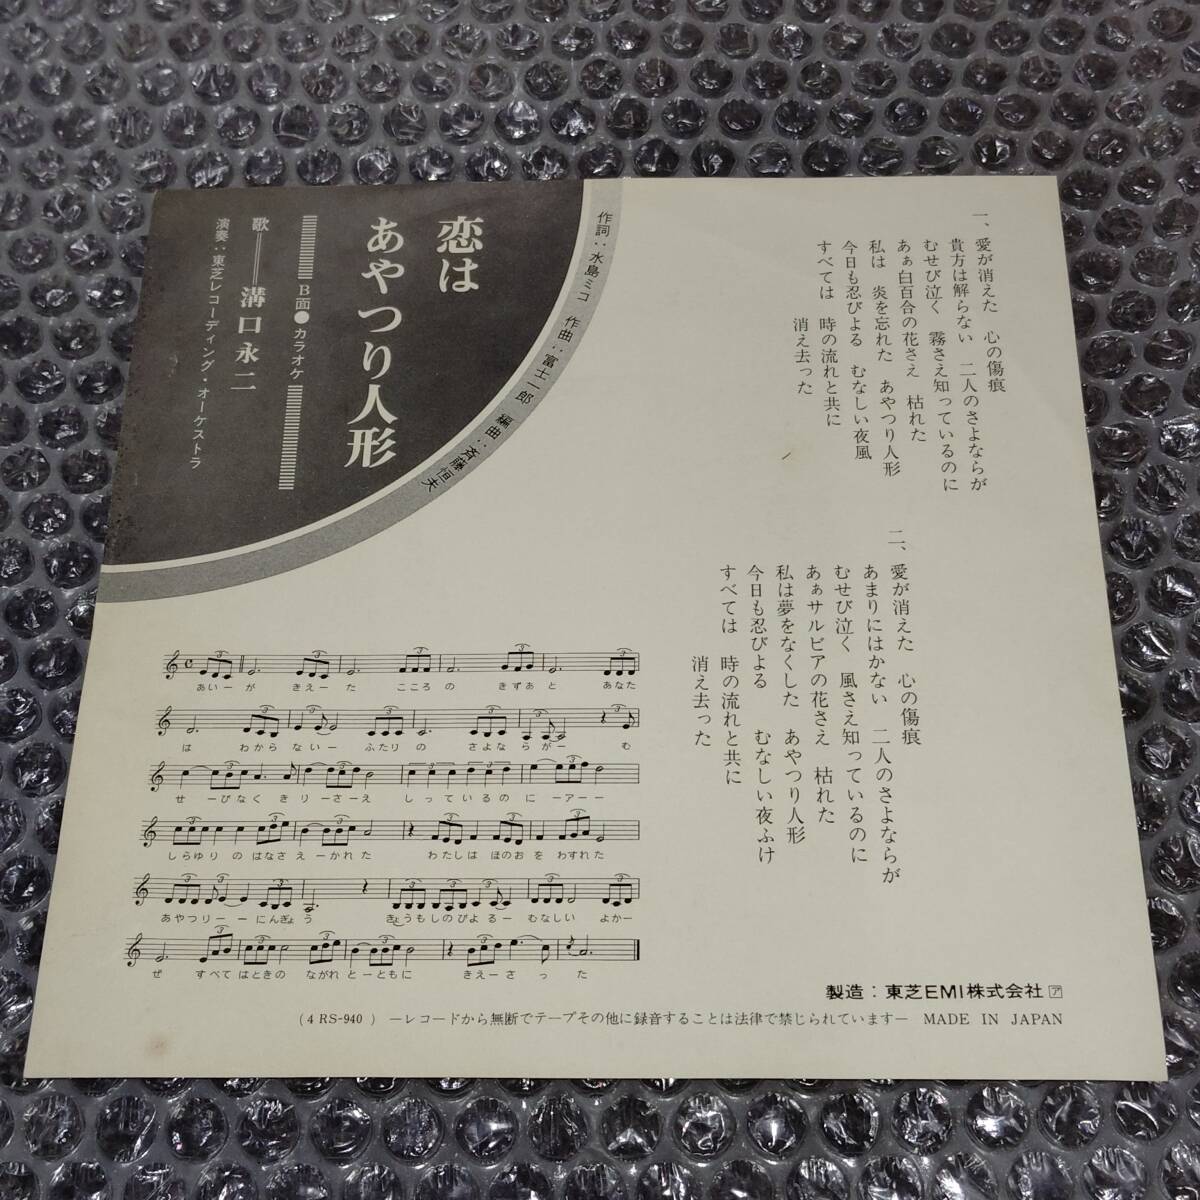 恋は
あやつり人形
B面●カラオケ
歌――溝口永二
演奏：東芝レコーディング・オーケストラ
作詞：水島ミコ 作曲：富士一郎 編曲：斉藤恒夫
一、愛が消えた 心の傷痕
貴方は解らない 二人のさよならが
むせび泣く 霧さえ知っているのに
あぁ白百合の花さえ 枯れた
私は 炎を忘れた あやつり人形
今日も忍びよる むなしい夜風
すべては 時の流れと共に
消え去った
二、愛が消えた 心の傷痕
あまりにはかない 二人のさよならが
むせび泣く 風さえ知っているのに
あぁサルビアの花さえ 枯れた
私は夢をなくした あやつり人形
今日も忍びよる むなしい夜ふけ
すべては 時の流れと共に
消え去った
あいーが きえーた こころの きずあと あなた
は わから ないー ふたりの さよなら がー む
せーびなく きりーさーえ しっているのにーアーー
しらゆりの はなさえーかれた わたしは ほのおを わすれた
あやつりーーにんぎょう きょうもしのびよるー むなしい よかー
ぜ すべて はときの ながれ とーともに きえーさった
製造：東芝EMI株式会社 ア
(4RS-940) ―レコードから無断でテープその他に録音することは法律で禁じられています― MADE IN JAPAN